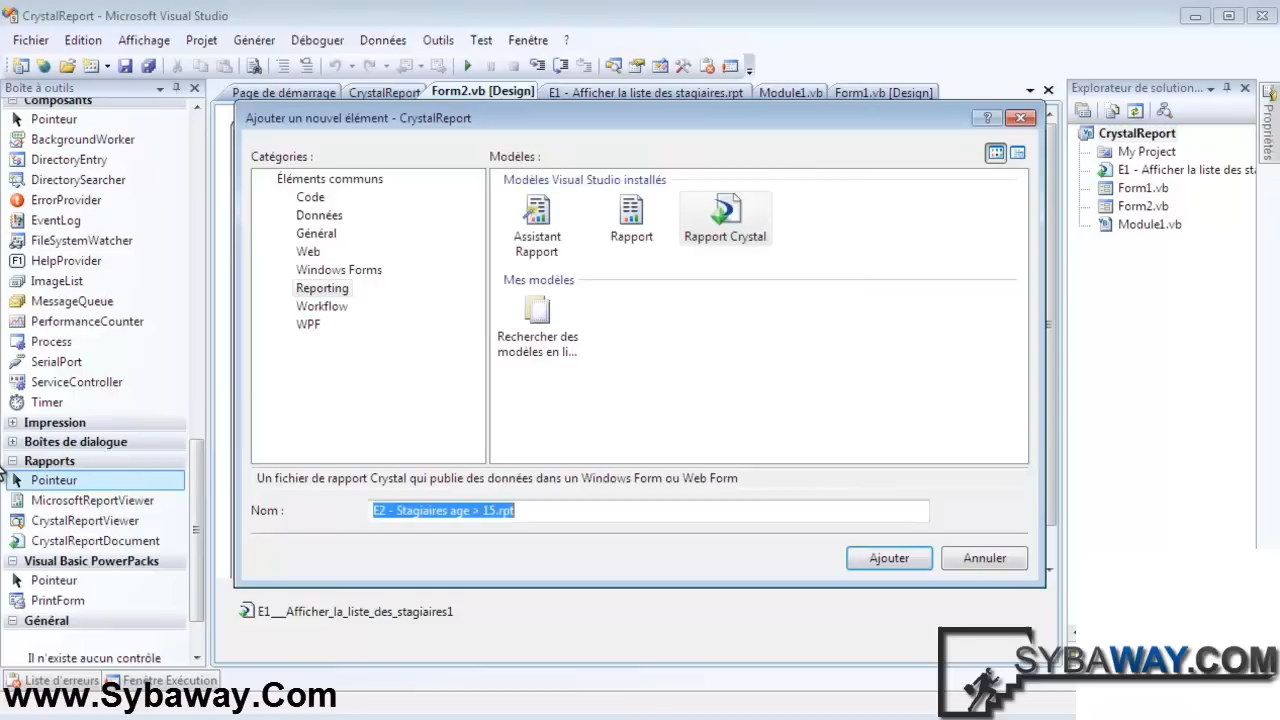 CrystalReport - Microsoft Visual Studio
Fichier Edition Affichage Projet Générer Déboguer Données Outils Test Fenêtre ?
Boîte à outils
Composants
Pointeur
BackgroundWorker
DirectoryEntry
DirectorySearcher
ErrorProvider
EventLog
FileSystemWatcher
HelpProvider
ImageList
MessageQueue
PerformanceCounter
Process
SerialPort
ServiceController
Timer
Impression
Boîtes de dialogue
Rapports
Pointeur
MicrosoftReportViewer
CrystalReportViewer
CrystalReportDocument
Visual Basic PowerPacks
Pointeur
PrintForm
Général
Il n'existe aucun contrôle
Liste d'erreurs Fenêtre Exécution
Page de démarrage CrystalReport Form2.vb [Design] E1 - Afficher la liste des stagiaires.rpt Module1.vb Form1.vb [Design]
Ajouter un nouvel élément - CrystalReport
Catégories :
Éléments communs
Code
Données
Général
Web
Windows Forms
Reporting
Workflow
WPF
Modèles :
Modèles Visual Studio installés
Assistant
Rapport
Rapport
Rapport Crystal
Mes modèles
Rechercher des
modèles en li...
Un fichier de rapport Crystal qui publie des données dans un Windows Form ou Web Form
Nom : E2 - Stagiaires age > 15.rpt
Ajouter Annuler
E1__Afficher_la_liste_des_stagiaires1
Explorateur de solution...
CrystalReport
My Project
E1 - Afficher la liste des sta
Form1.vb
Form2.vb
Module1.vb
Propriétés
SYBAWAY.COM
www.Sybaway.Com